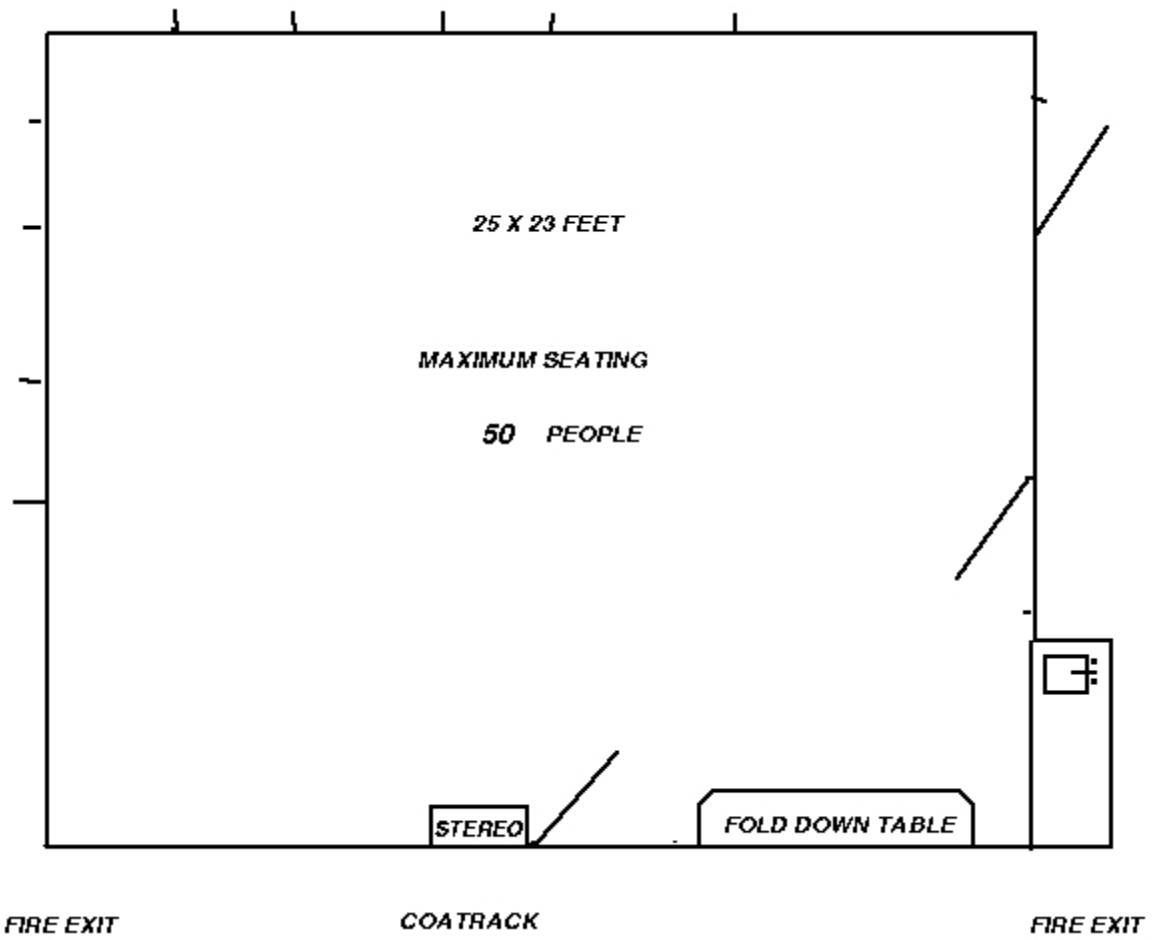 25 X 23 FEET
MAXIMUM SEATING
50 PEOPLE
STEREO
FOLD DOWN TABLE
FIRE EXIT
COATRACK
FIRE EXIT